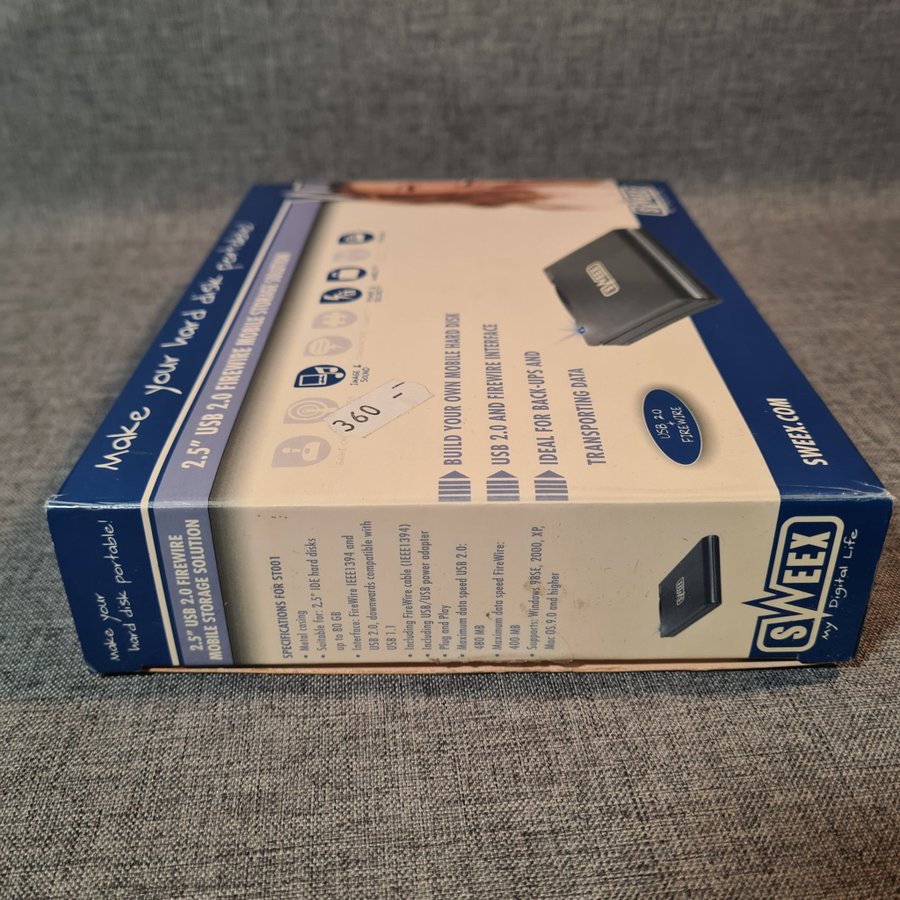 Make your hard disk portable!
2.5" USB 2.0 FIREWIRE MOBILE STORAGE SOLUTION
IMAGE & SOUND
360 --
BUILD YOUR OWN MOBILE HARD DISK
USB 2.0 AND FIREWIRE INTERFACE
IDEAL FOR BACK-UPS AND
TRANSPORTING DATA
SWEEX
USB 2.0
+
FIREWIRE
SWEEX
SWEEX.COM
Make your
hard disk portable!
2.5" USB 2.0 FIREWIRE
MOBILE STORAGE SOLUTION
SPECIFICATIONS FOR ST001
• Metal casing
• Suitable for: 2.5" IDE hard disks
up to 80 GB
• Interface: FireWire IEEE1394 and
USB 2.0, downwards compatible with
USB 1.1
• Including FireWire cable (IEEE1394)
• Including USB/USB power adapter
• Plug and Play
• Maximum data speed USB 2.0:
480 MB
• Maximum data speed FireWire:
400 MB
• Supports: Windows 98SE, 2000, XP,
Mac OS.9.0 and higher
SWEEX
SWEEX
My Digital Life